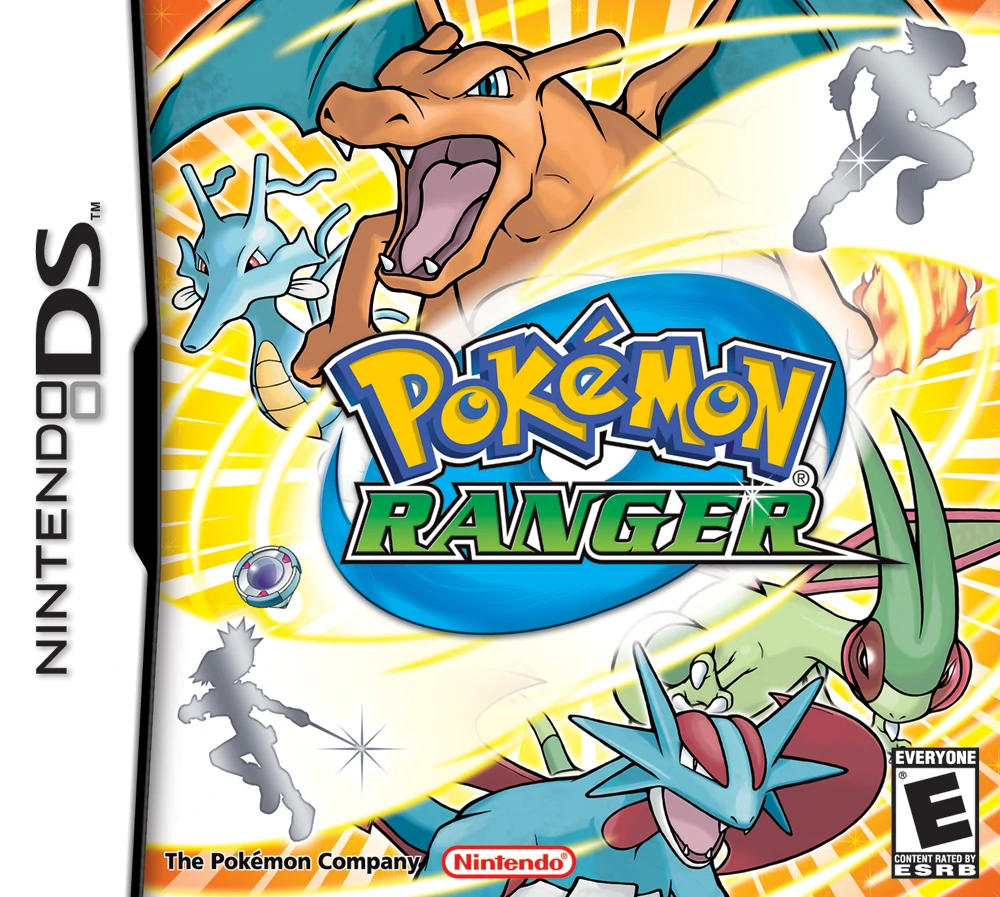 NINTENDO DS™
POKéMON®
RANGER
The Pokémon Company
Nintendo®
EVERYONE
E®
CONTENT RATED BY
ESRB